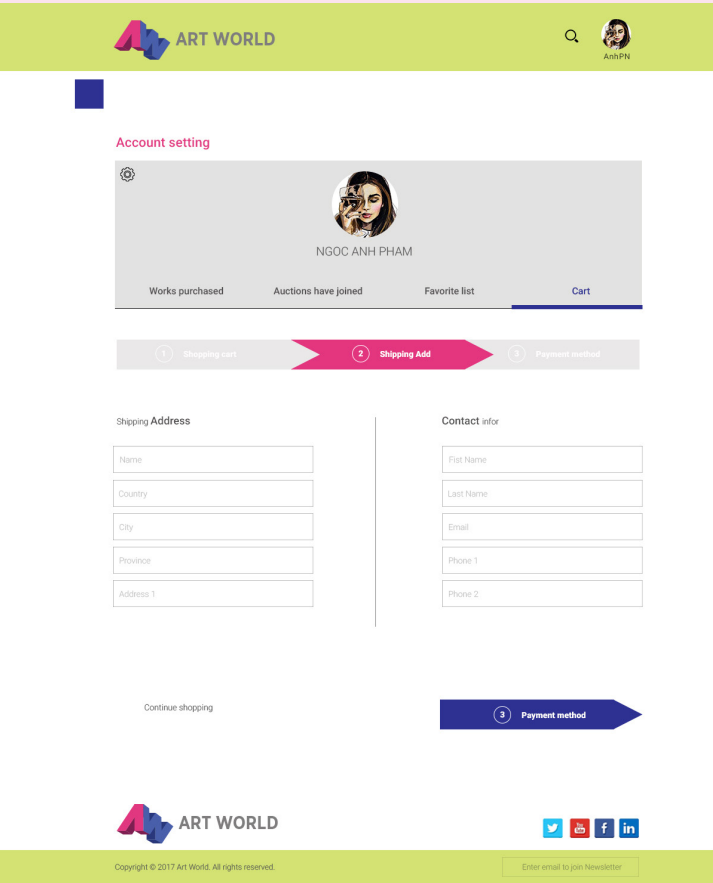 ART WORLD
AnhPN
Account setting
NGOC ANH PHAM
Works purchased Auctions have joined Favorite list Cart
1 Shopping cart 2 Shipping Add 3 Payment method
Shipping Address Contact infor
Name Fist Name
Country Last Name
City Email
Province Phone 1
Address 1 Phone 2
Continue shopping 3 Payment method
ART WORLD
You Tube f in
Copyright © 2017 Art World. All rights reserved. Enter email to join Newsletter